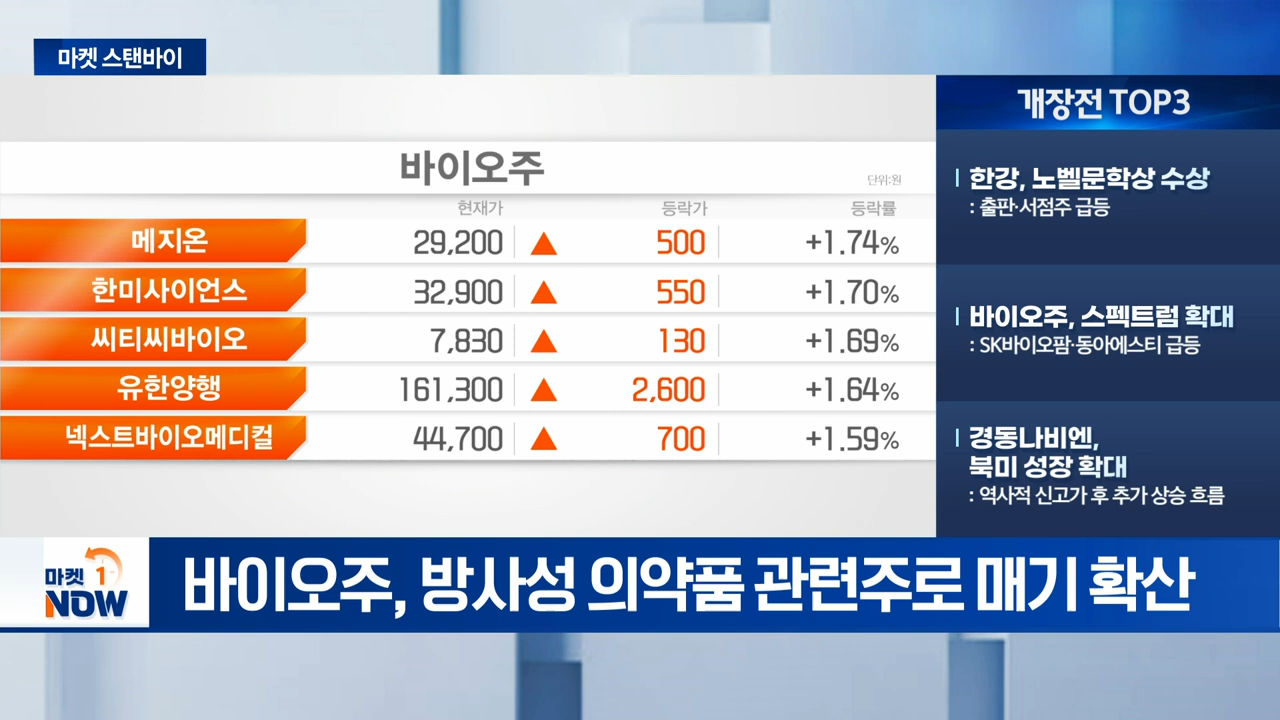 마켓 스탠바이
바이오주
단위:원
현재가 등락가 등락률
메지온 29,200 ▲ 500 +1.74%
한미사이언스 32,900 ▲ 550 +1.70%
씨티씨바이오 7,830 ▲ 130 +1.69%
유한양행 161,300 ▲ 2,600 +1.64%
넥스트바이오메디컬 44,700 ▲ 700 +1.59%
개장전 TOP3
한강, 노벨문학상 수상
: 출판·서점주 급등
바이오주, 스펙트럼 확대
: SK바이오팜·동아에스티 급등
경동나비엔,
북미 성장 확대
: 역사적 신고가 후 추가 상승 흐름
마켓 1
NOW
바이오주, 방사성 의약품 관련주로 매기 확산